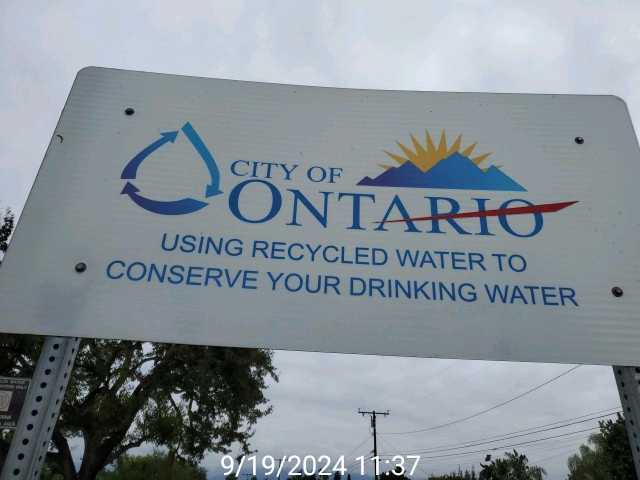 CITY OF
ONTARIO
USING RECYCLED WATER TO
CONSERVE YOUR DRINKING WATER
9/19/2024 11:37